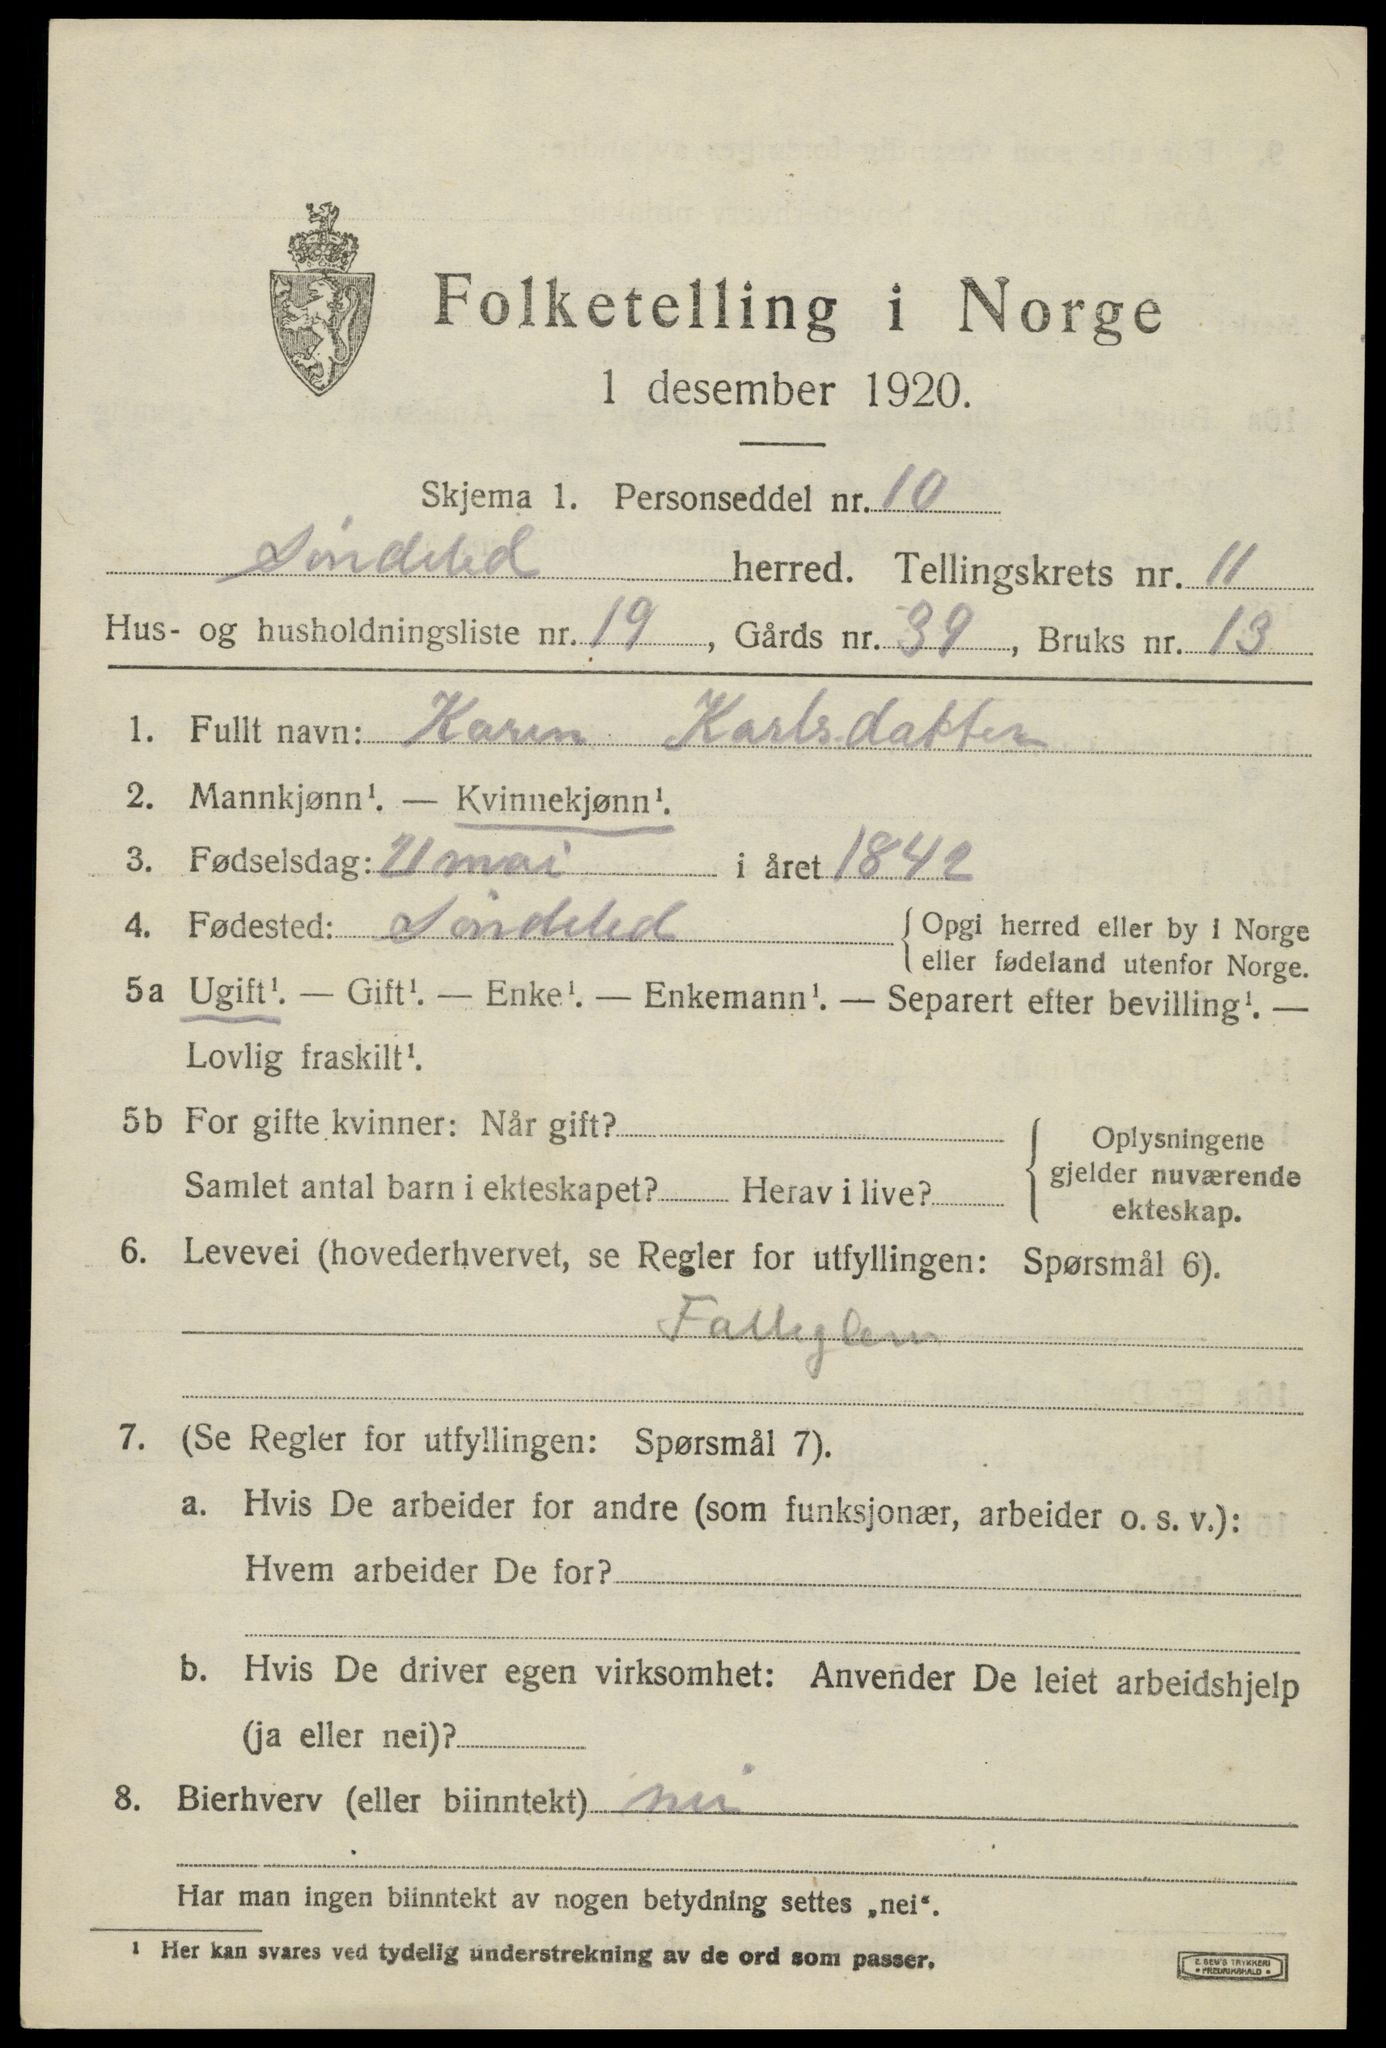 Folketelling i Norge
1 desember 1920.
Skjema 1. Personseddel nr. 10
Søndeled herred. Tellingskrets nr. 11
Hus- og husholdningsliste nr. 19, Gårds nr. 39, Bruks nr. 13
1. Fullt navn: Karen Karlsdatter
2. Mannkjønn¹. — Kvinnekjønn¹.
3. Fødselsdag: 21 mai i året 1842
4. Fødested: Søndeled { Opgi herred eller by i Norge
eller fødeland utenfor Norge.
5a Ugift¹. — Gift¹. — Enke¹. — Enkemann¹. — Separert efter bevilling¹. —
Lovlig fraskilt¹.
5b For gifte kvinner: Når gift?
Samlet antal barn i ekteskapet? Herav i live?
{ Oplysningene
gjelder nuværende
ekteskap.
6. Levevei (hovederhvervet, se Regler for utfyllingen: Spørsmål 6).
7. (Se Regler for utfyllingen: Spørsmål 7).
a. Hvis De arbeider for andre (som funksjonær, arbeider o. s. v.):
Hvem arbeider De for?
b. Hvis De driver egen virksomhet: Anvender De leiet arbeidshjelp
(ja eller nei)?
8. Bierhverv (eller biinntekt) nei
Har man ingen biinntekt av nogen betydning settes „nei“.
¹ Her kan svares ved tydelig understrekning av de ord som passer.
E. SEM'S TRYKKERI
• FREDRIKSHALD •